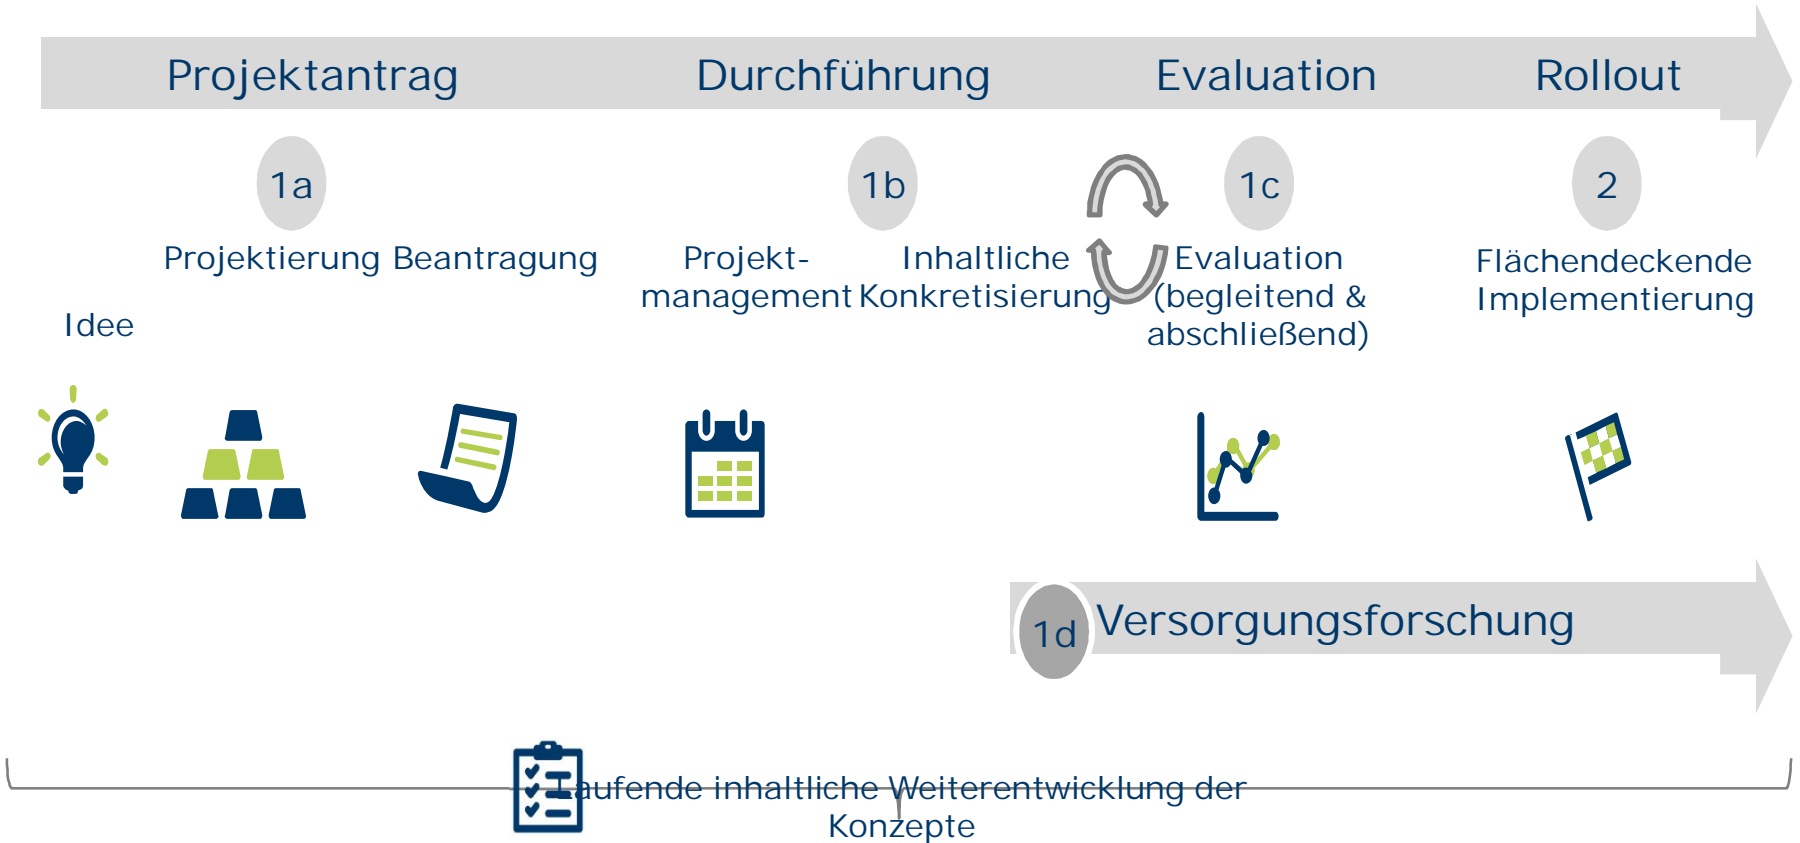 Projektantrag Durchführung Evaluation Rollout
1a 1b 1c 2
Projektierung Beantragung
Idee
Projekt-
management
Inhaltliche
Konkretisierung
Evaluation
(begleitend &
abschließend)
Flächendeckende
Implementierung
1d Versorgungsforschung
Laufende inhaltliche Weiterentwicklung der
Konzepte